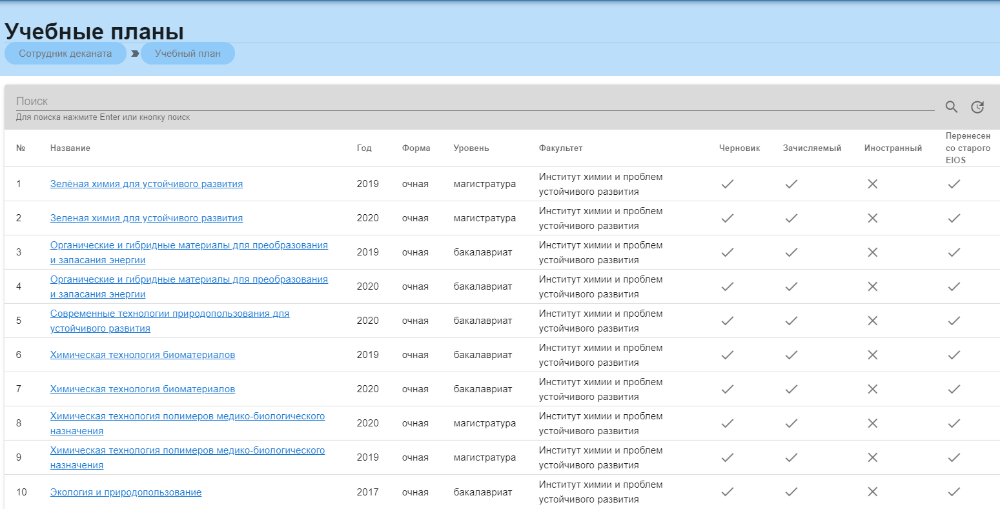 Учебные планы
Сотрудник деканата Учебный план
Поиск
Для поиска нажмите Enter или кнопку поиск
№ Название Год Форма Уровень Факультет Черновик Зачисляемый Иностранный Перенесен
со старого
EIOS
1 Зелёная химия для устойчивого развития 2019 очная магистратура Институт химии и проблем
устойчивого развития
2 Зеленая химия для устойчивого развития 2020 очная магистратура Институт химии и проблем
устойчивого развития
3 Органические и гибридные материалы для преобразования 2019 очная бакалавриат Институт химии и проблем
и запасания энергии устойчивого развития
4 Органические и гибридные материалы для преобразования 2020 очная бакалавриат Институт химии и проблем
и запасания энергии устойчивого развития
5 Современные технологии природопользования для 2020 очная бакалавриат Институт химии и проблем
устойчивого развития устойчивого развития
6 Химическая технология биоматериалов 2019 очная бакалавриат Институт химии и проблем
устойчивого развития
7 Химическая технология биоматериалов 2020 очная бакалавриат Институт химии и проблем
устойчивого развития
8 Химическая технология полимеров медико-биологического 2020 очная магистратура Институт химии и проблем
назначения устойчивого развития
9 Химическая технология полимеров медико-биологического 2019 очная магистратура Институт химии и проблем
назначения устойчивого развития
10 Экология и природопользование 2017 очная бакалавриат Институт химии и проблем
устойчивого развития